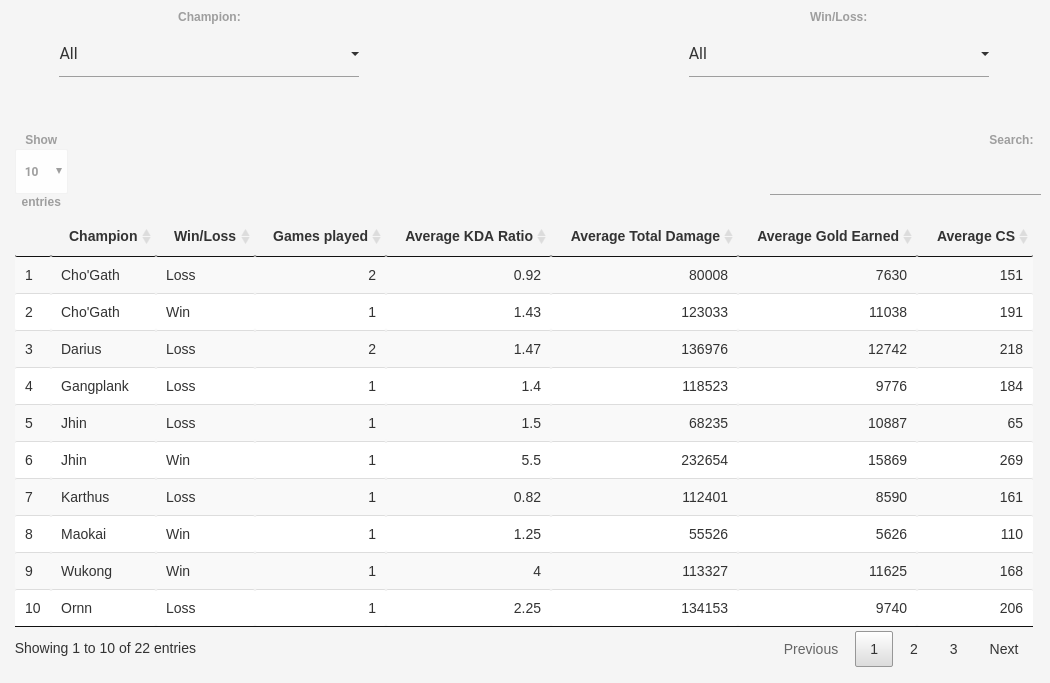 Champion: Win/Loss:
All All
Show Search:
10
entries
Champion Win/Loss Games played Average KDA Ratio Average Total Damage Average Gold Earned Average CS
1 Cho'Gath Loss 2 0.92 80008 7630 151
2 Cho'Gath Win 1 1.43 123033 11038 191
3 Darius Loss 2 1.47 136976 12742 218
4 Gangplank Loss 1 1.4 118523 9776 184
5 Jhin Loss 1 1.5 68235 10887 65
6 Jhin Win 1 5.5 232654 15869 269
7 Karthus Loss 1 0.82 112401 8590 161
8 Maokai Win 1 1.25 55526 5626 110
9 Wukong Win 1 4 113327 11625 168
10 Ornn Loss 1 2.25 134153 9740 206
Showing 1 to 10 of 22 entries Previous 1 2 3 Next